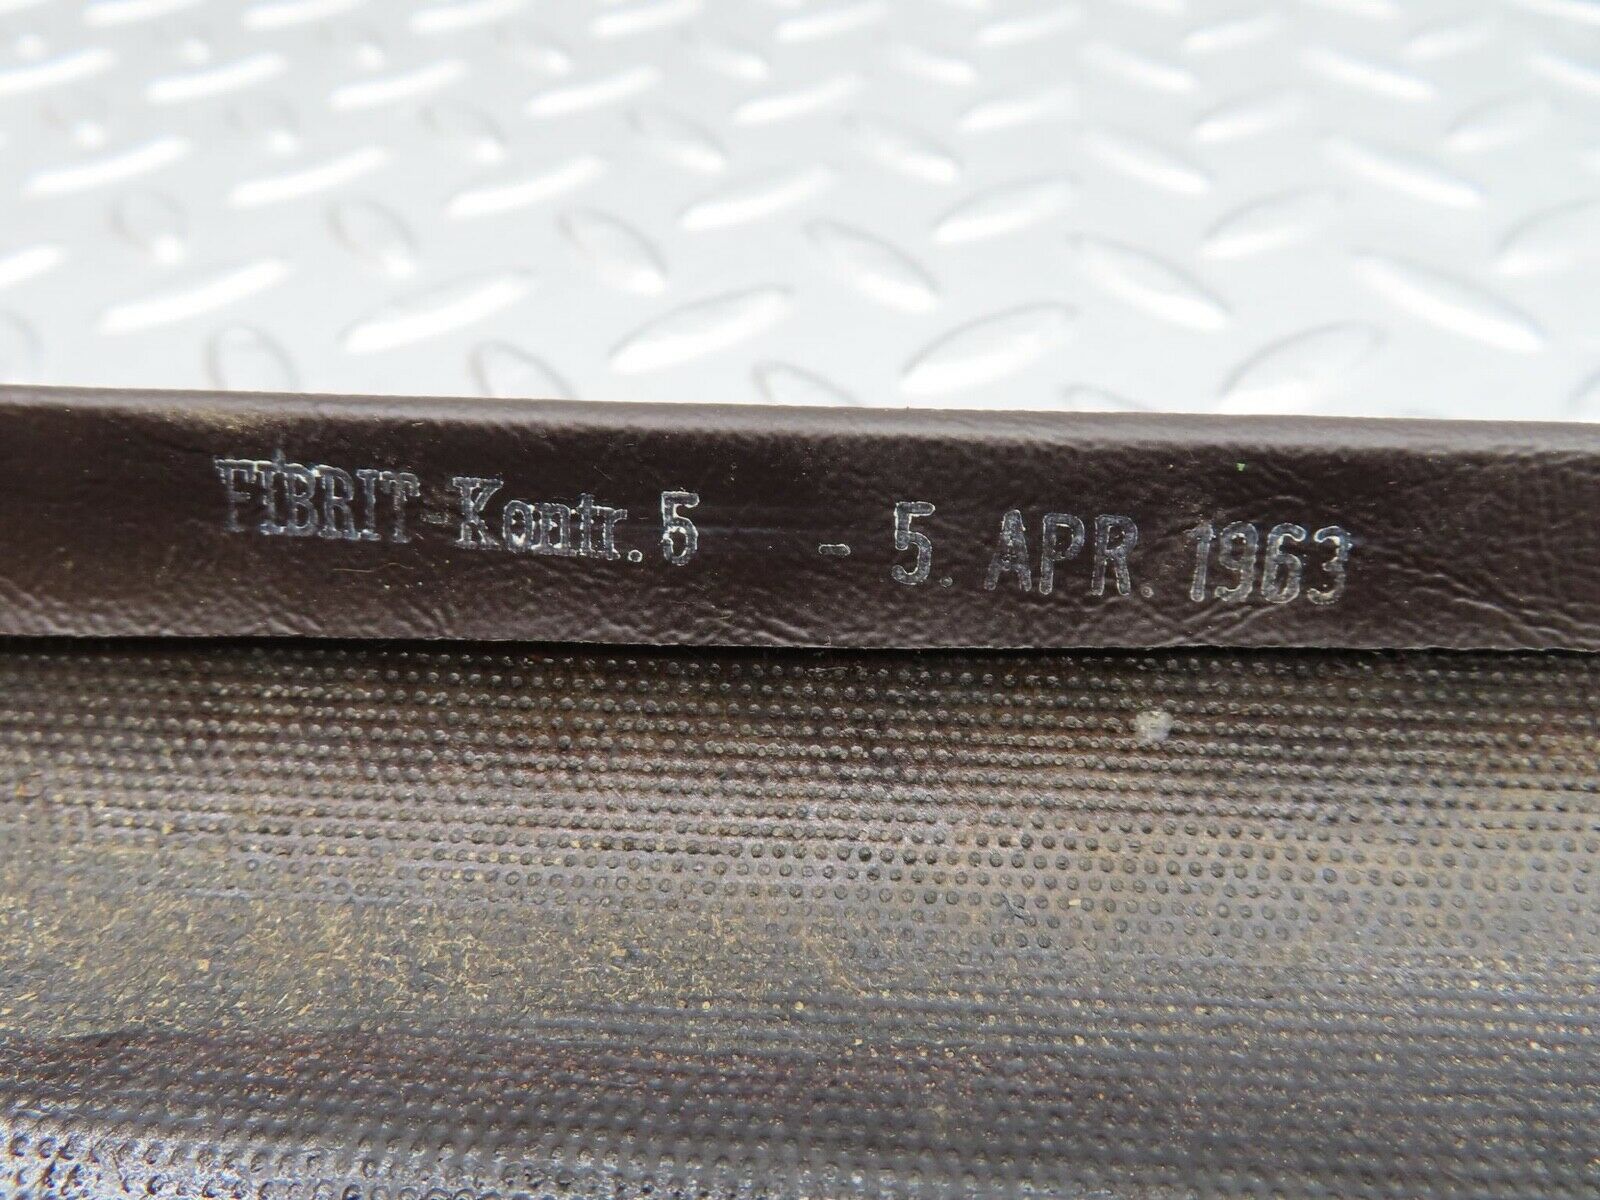 FIBRIT-Kontr. 5 - 5. APR. 1963